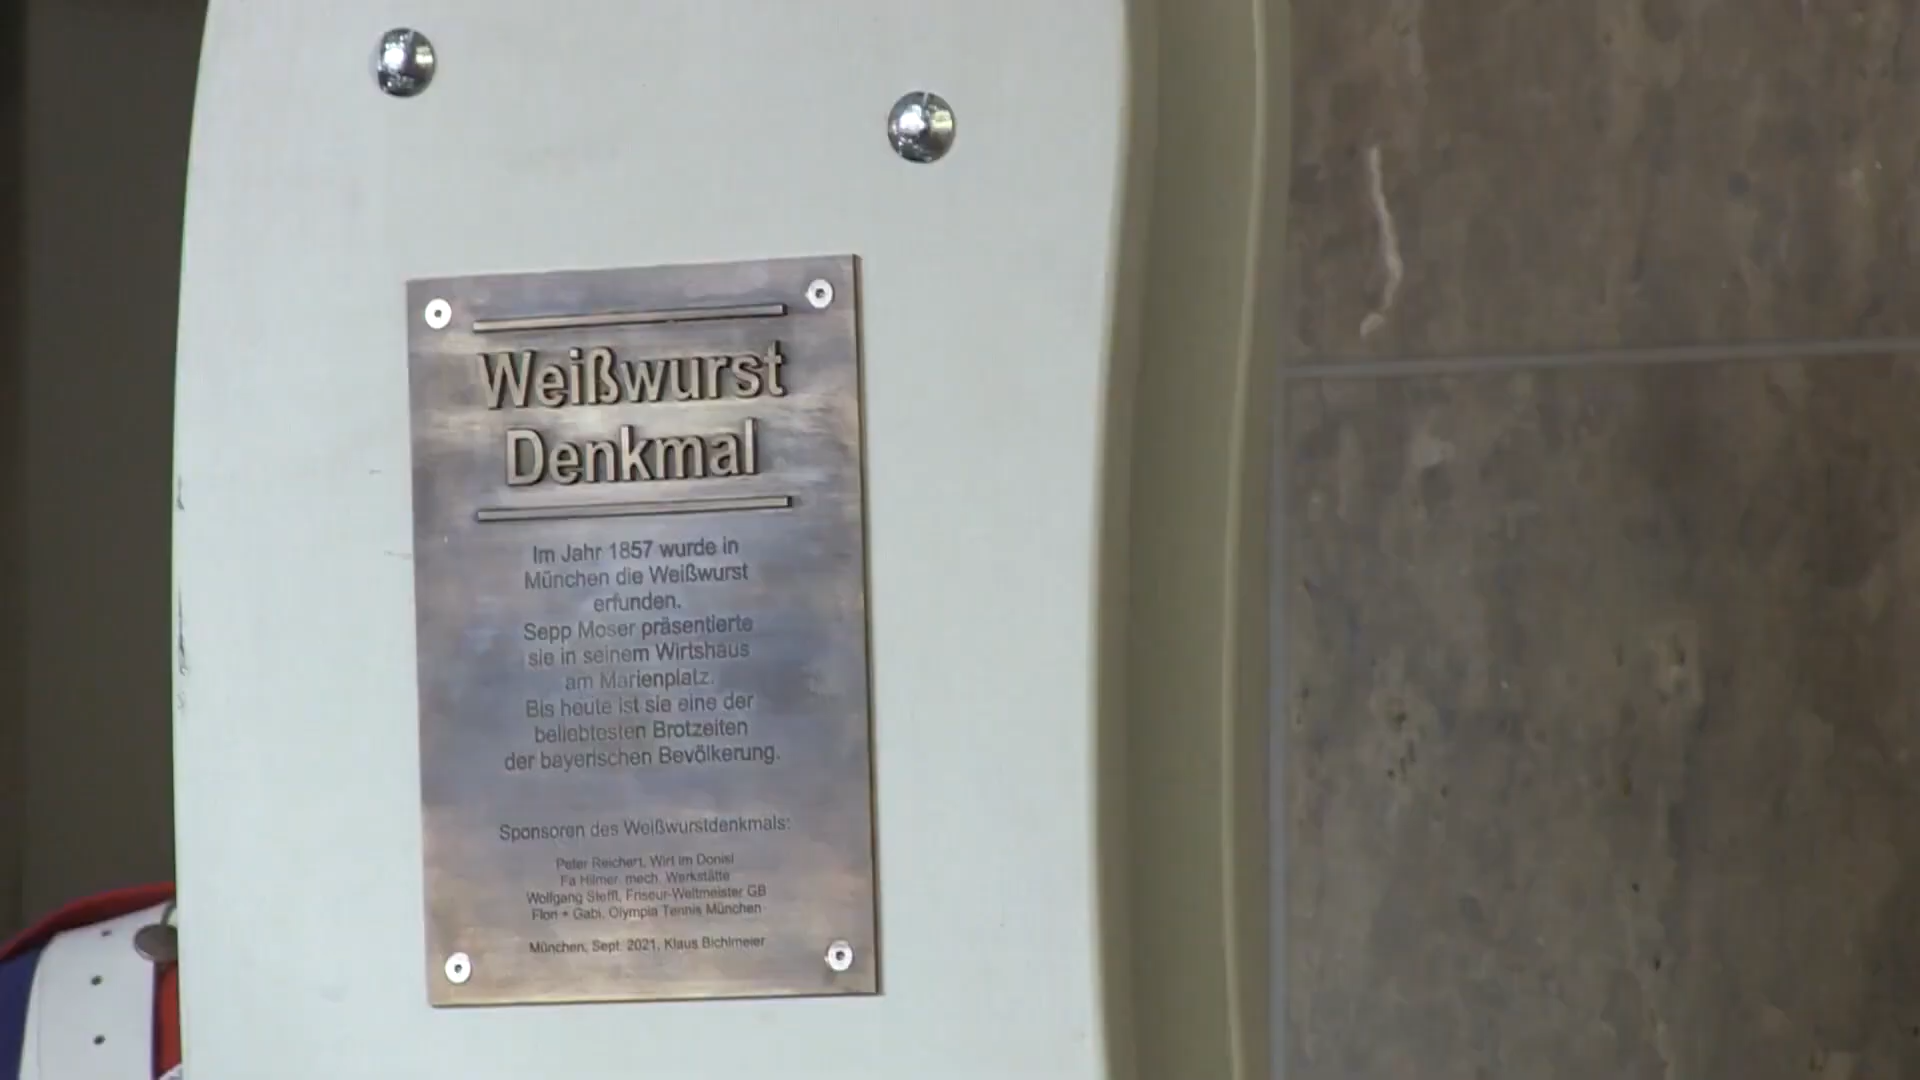 Weißwurst
Denkmal
Im Jahr 1857 wurde in
München die Weißwurst
erfunden.
Sepp Moser präsentierte
sie in seinem Wirtshaus
am Marienplatz.
Bis heute ist sie eine der
beliebtesten Brotzeiten
der bayerischen Bevölkerung.
Sponsoren des Weißwurstdenkmals:
Peter Reichert, Wirt im Donisl
Fa Hilmer mech. Werkstätte
Wolfgang Steffl, Friseur-Weltmeister GB
Flori + Gabi, Olympia Tennis München
München, Sept. 2021, Klaus Bichlmeier